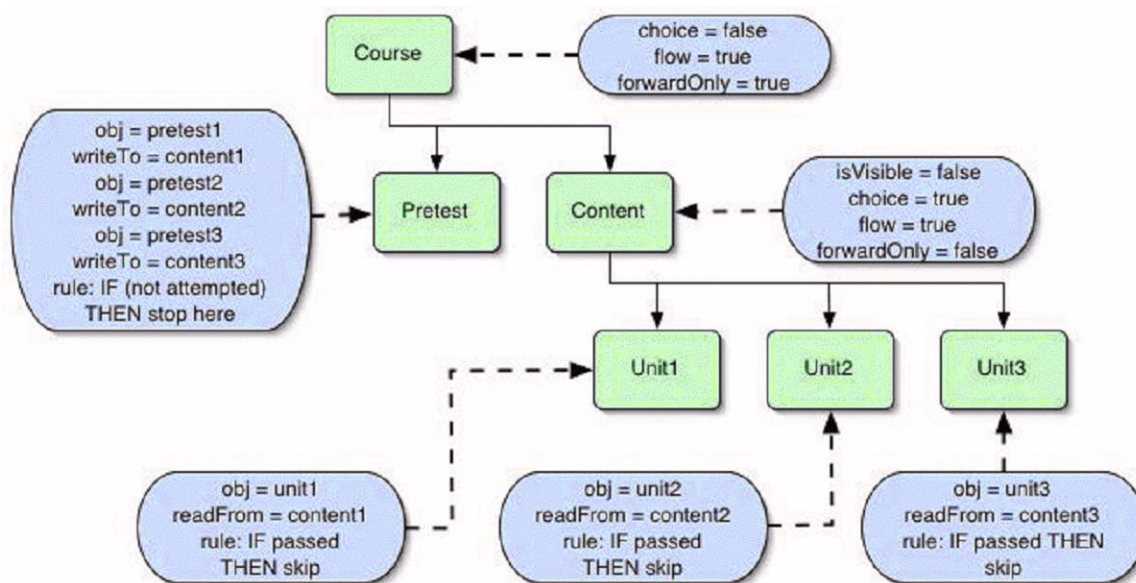 Course
choice = false
flow = true
forwardOnly = true
obj = pretest1
writeTo = content1
obj = pretest2
writeTo = content2
obj = pretest3
writeTo = content3
rule: IF (not attempted)
THEN stop here
Pretest
Content
isVisible = false
choice = true
flow = true
forwardOnly = false
Unit1
Unit2
Unit3
obj = unit1
readFrom = content1
rule: IF passed
THEN skip
obj = unit2
readFrom = content2
rule: IF passed
THEN skip
obj = unit3
readFrom = content3
rule: IF passed THEN
skip